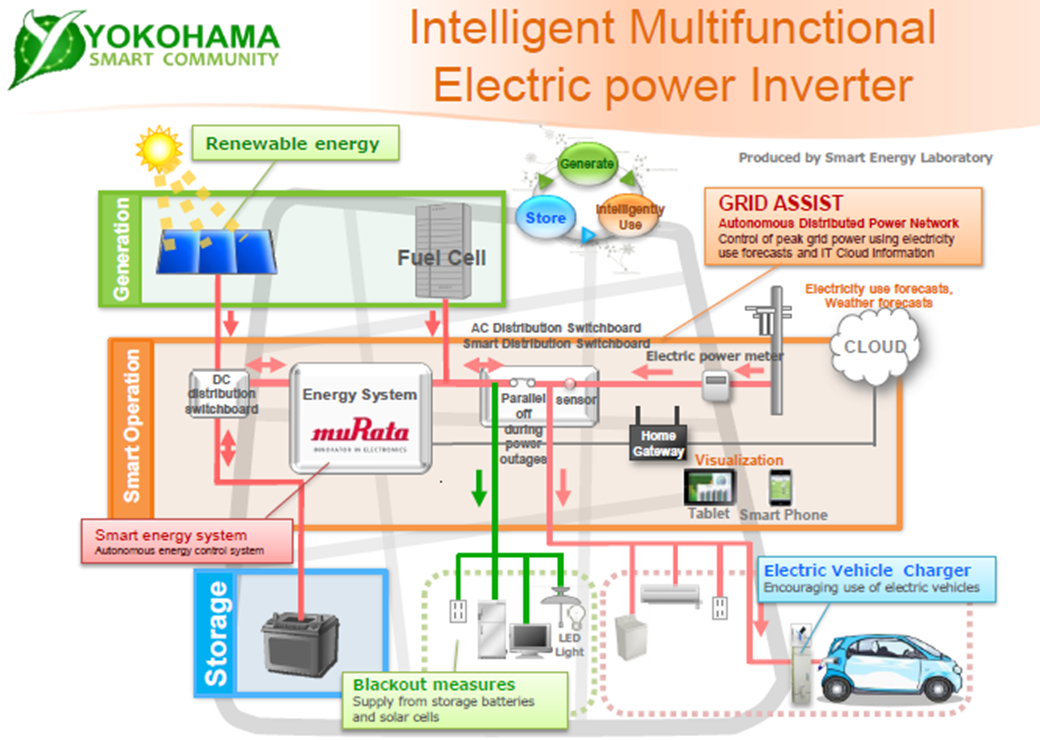 YOKOHAMA
SMART COMMUNITY
Intelligent Multifunctional
Electric power Inverter
Renewable energy
Generate
Store
Intelligently
Use
Produced by Smart Energy Laboratory
GRID ASSIST
Autonomous Distributed Power Network
Control of peak grid power using electricity
use forecasts and IT Cloud Information
Generation
Fuel Cell
Electricity use forecasts,
Weather forecasts
AC Distribution Switchboard
Smart Distribution Switchboard
Electric power meter
CLOUD
Smart Operation
DC
distribution
switchboard
Energy System
muRata
INNOVATOR IN ELECTRONICS
Parallel
off
during
power
outages
sensor
Home
Gateway
Visualization
Tablet
Smart Phone
Smart energy system
Autonomous energy control system
Storage
LED
Light
Electric Vehicle Charger
Encouraging use of electric vehicles
Blackout measures
Supply from storage batteries
and solar cells